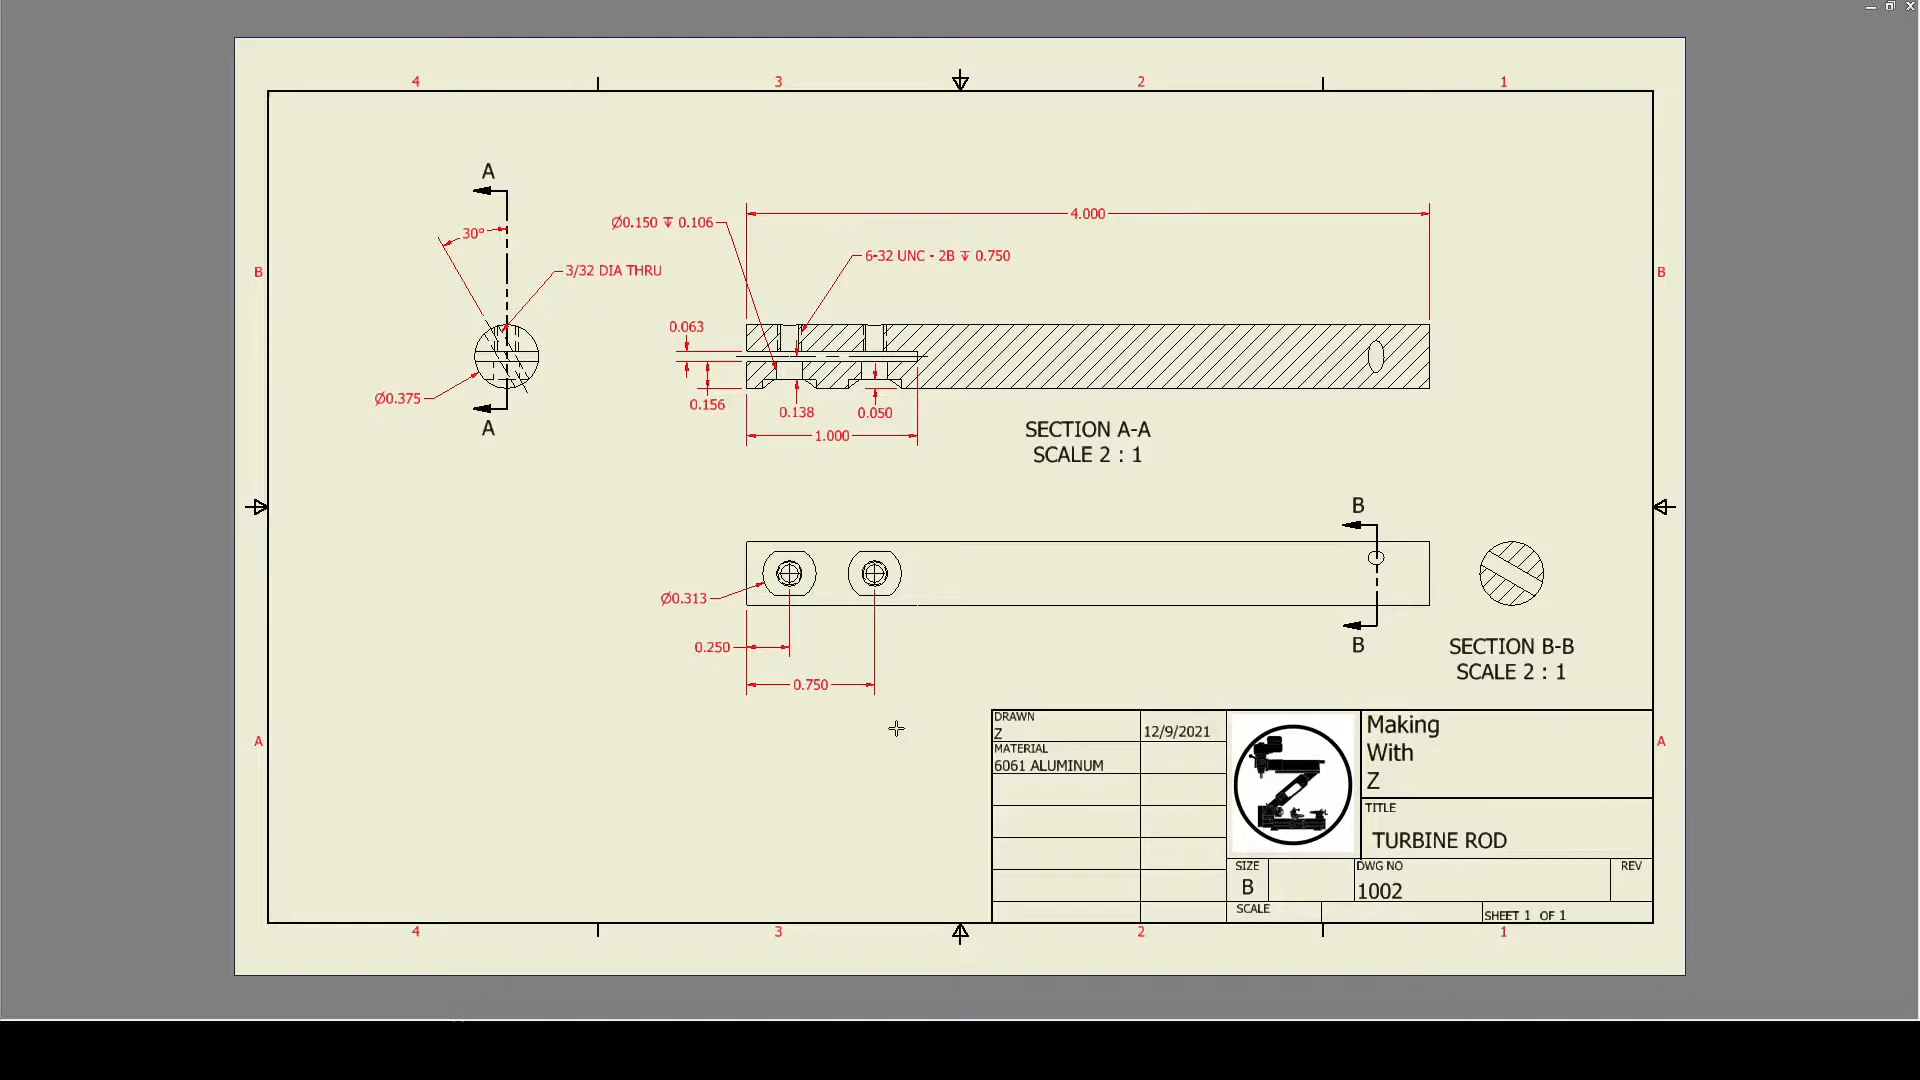 4 3 2 1
A
30°
3/32 DIA THRU
Ø0.375
A
Ø0.150 ↧ 0.106
6-32 UNC - 2B ↧ 0.750
4.000
B B
0.063
0.156
0.138
0.050
1.000
SECTION A-A
SCALE 2 : 1
B
Ø0.313
0.250
0.750
B
SECTION B-B
SCALE 2 : 1
A A
DRAWN
Z
12/9/2021
MATERIAL
6061 ALUMINUM
Making
With
Z
TITLE
TURBINE ROD
SIZE
B
DWG NO
1002
REV
SCALE
SHEET 1 OF 1
4 3 2 1